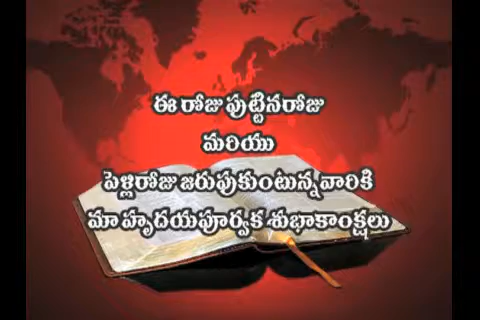 ఈ రోజు పుట్టినరోజు
మరియు
పెళ్లిరోజు జరుపుకుంటున్నవారికి
మా హృదయపూర్వక శుభాకాంక్షలు